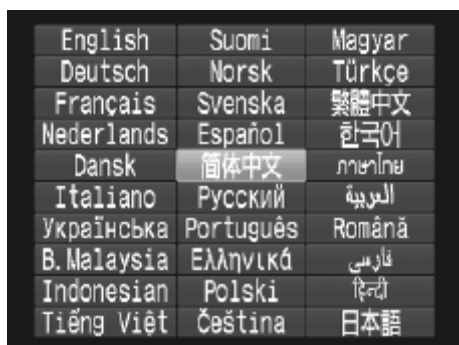 English Suomi Magyar
Deutsch Norsk Türkçe
Français Svenska 繁體中文
Nederlands Español 한국어
Dansk 简体中文 ภาษาไทย
Italiano Русский العربية
Українська Português Română
B.Malaysia Ελληνικά فارسی
Indonesian Polski हिन्दी
Tiếng Việt Čeština 日本語